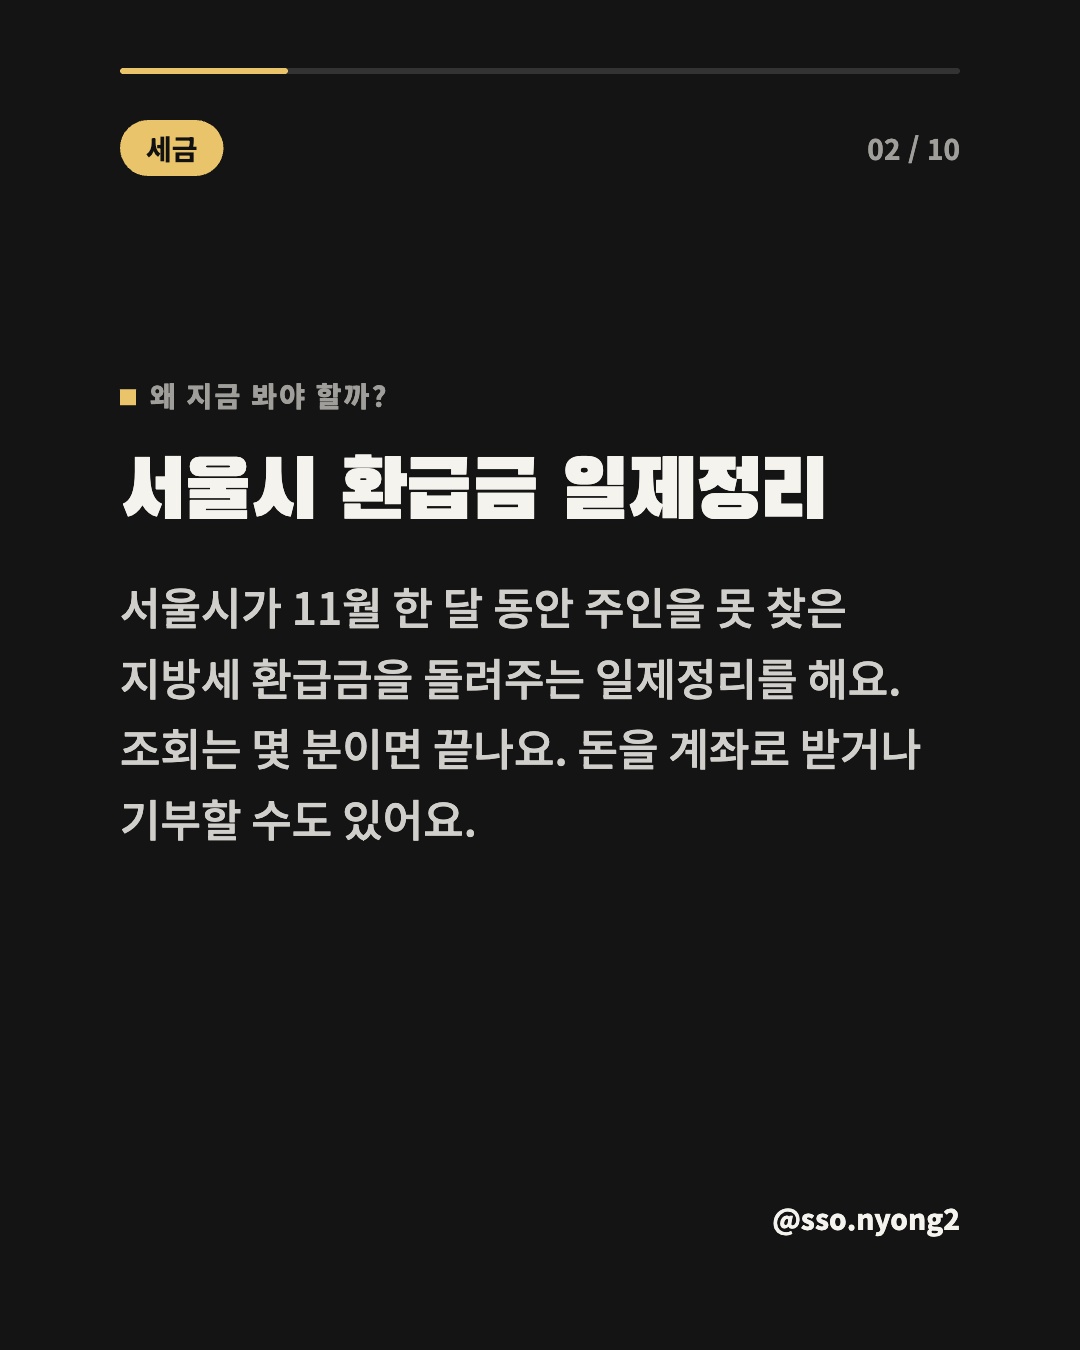 세금
02 / 10
왜 지금 봐야 할까?
서울시 환급금 일제정리
서울시가 11월 한 달 동안 주인을 못 찾은
지방세 환급금을 돌려주는 일제정리를 해요.
조회는 몇 분이면 끝나요. 돈을 계좌로 받거나
기부할 수도 있어요.
@sso.nyong2